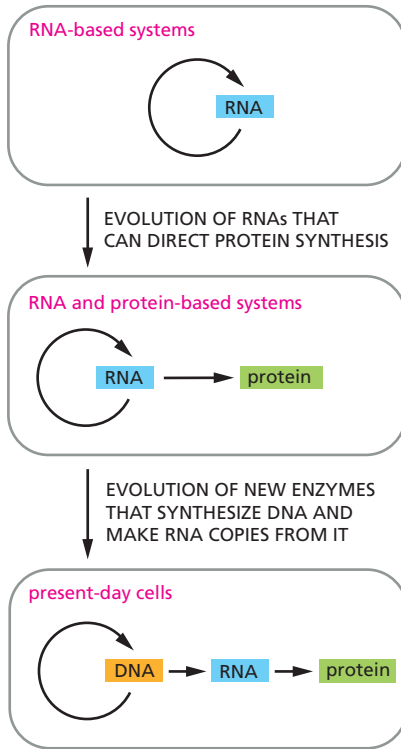 RNA-based systems
RNA
EVOLUTION OF RNAs THAT
CAN DIRECT PROTEIN SYNTHESIS
RNA and protein-based systems
RNA protein
EVOLUTION OF NEW ENZYMES
THAT SYNTHESIZE DNA AND
MAKE RNA COPIES FROM IT
present-day cells
DNA RNA protein